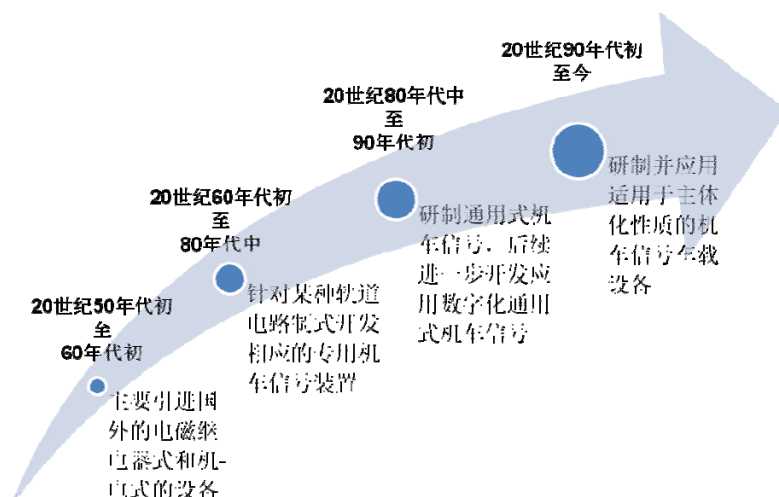 20世纪50年代初
至
60年代初
主要引进国
外的电磁继
电器式和机-
电式的设备
20世纪60年代初
至
80年代中
针对某种轨道
电路制式开发
相应的专用机
车信号装置
20世纪80年代中
至
90年代初
研制通用式机
车信号，后续
进一步开发应
用数字化通用
式机车信号
20世纪90年代初
至今
研制并应用
适用于主体
化性质的机
车信号车载
设备